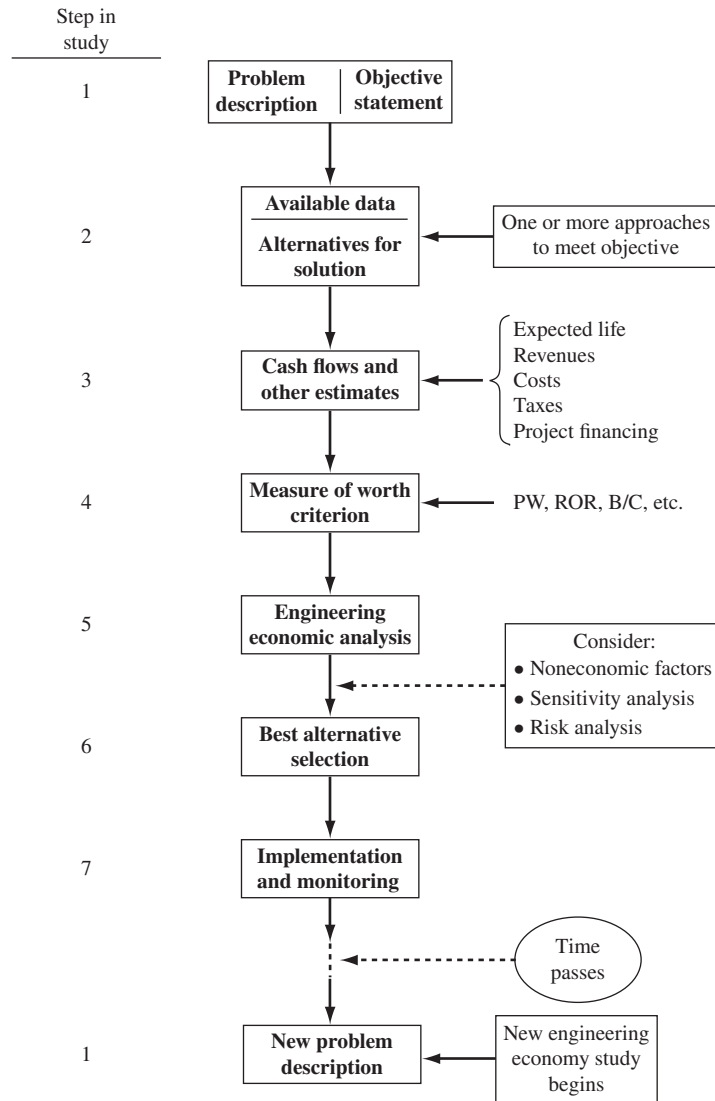 Step in
study
1
Problem
description
Objective
statement
2
Available data
Alternatives for
solution
One or more approaches
to meet objective
3
Cash flows and
other estimates
Expected life
Revenues
Costs
Taxes
Project financing
4
Measure of worth
criterion
PW, ROR, B/C, etc.
5
Engineering
economic analysis
Consider:
● Noneconomic factors
● Sensitivity analysis
● Risk analysis
6
Best alternative
selection
7
Implementation
and monitoring
Time
passes
1
New problem
description
New engineering
economy study
begins